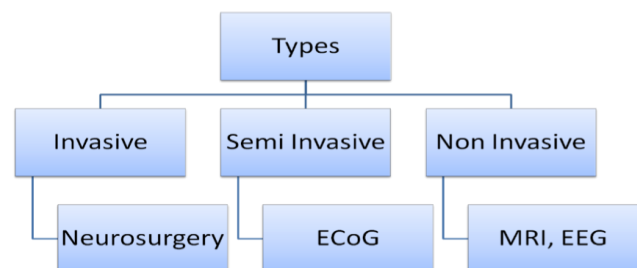 Types
Invasive
Semi Invasive
Non Invasive
Neurosurgery
ECoG
MRI, EEG